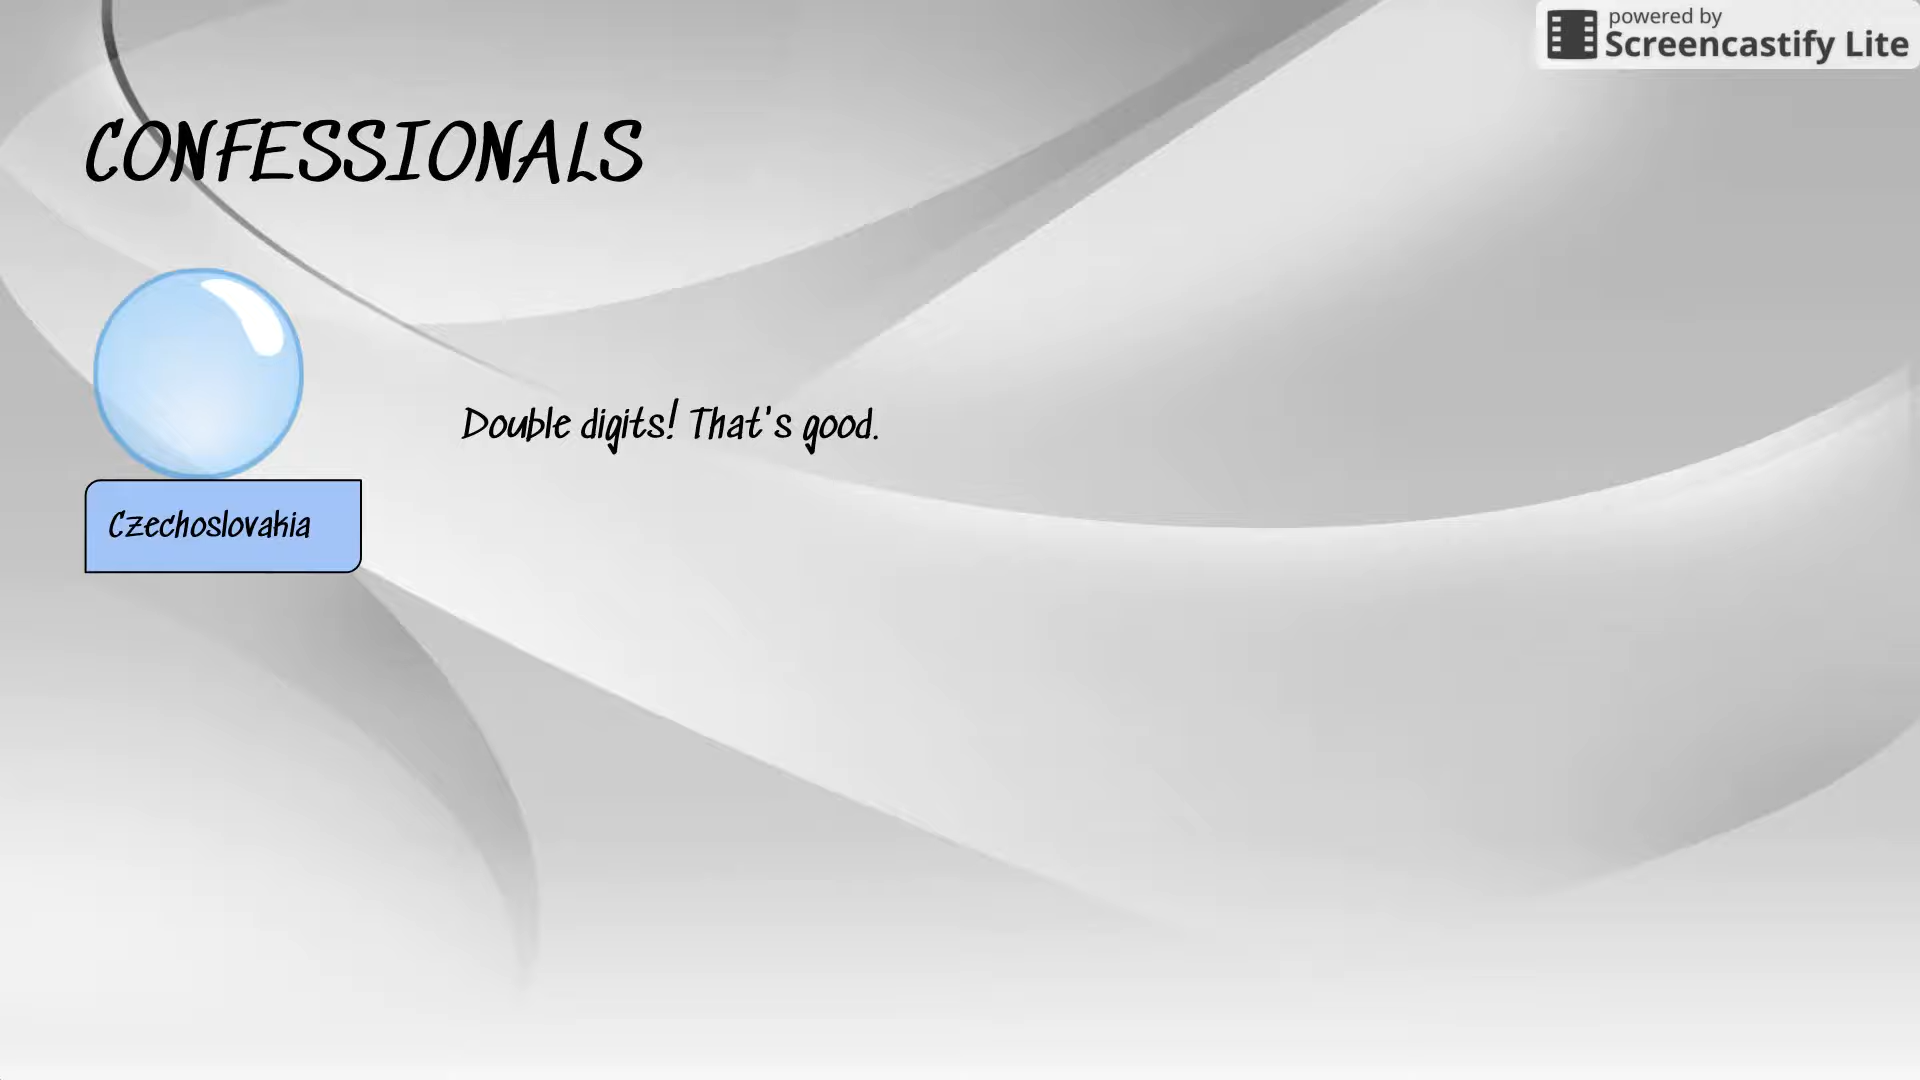 powered by
Screencastify Lite
CONFESSIONALS
Double digits! That's good.
Czechoslovakia